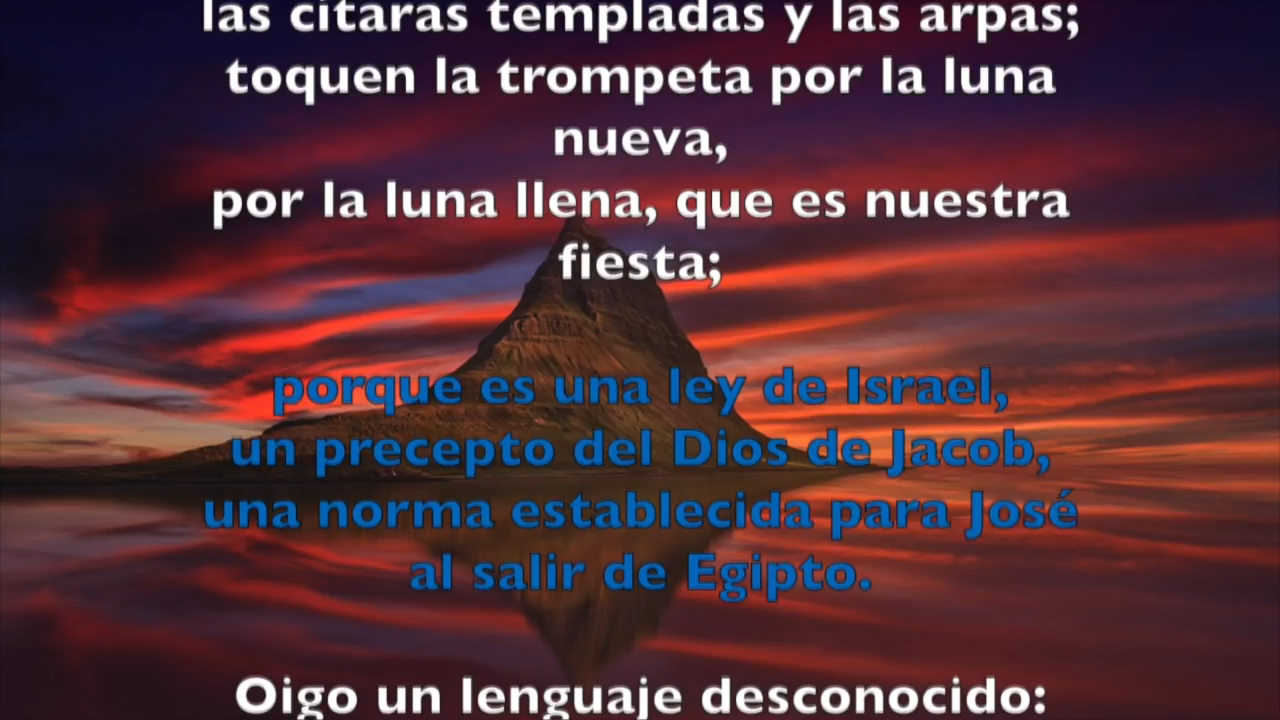 las cítaras templadas y las arpas;
toquen la trompeta por la luna
nueva,
por la luna llena, que es nuestra
fiesta;
porque es una ley de Israel,
un precepto del Dios de Jacob,
una norma establecida para José
al salir de Egipto.
Oigo un lenguaje desconocido: